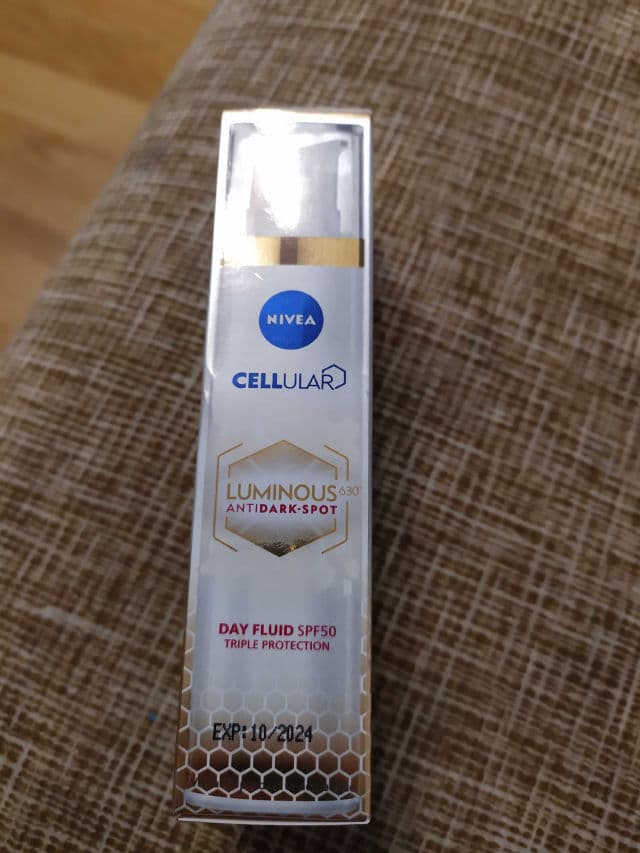 NIVEA
CELLULAR
LUMINOUS630
ANTIDARK-SPOT
DAY FLUID SPF50
TRIPLE PROTECTION
EXP:10/2024